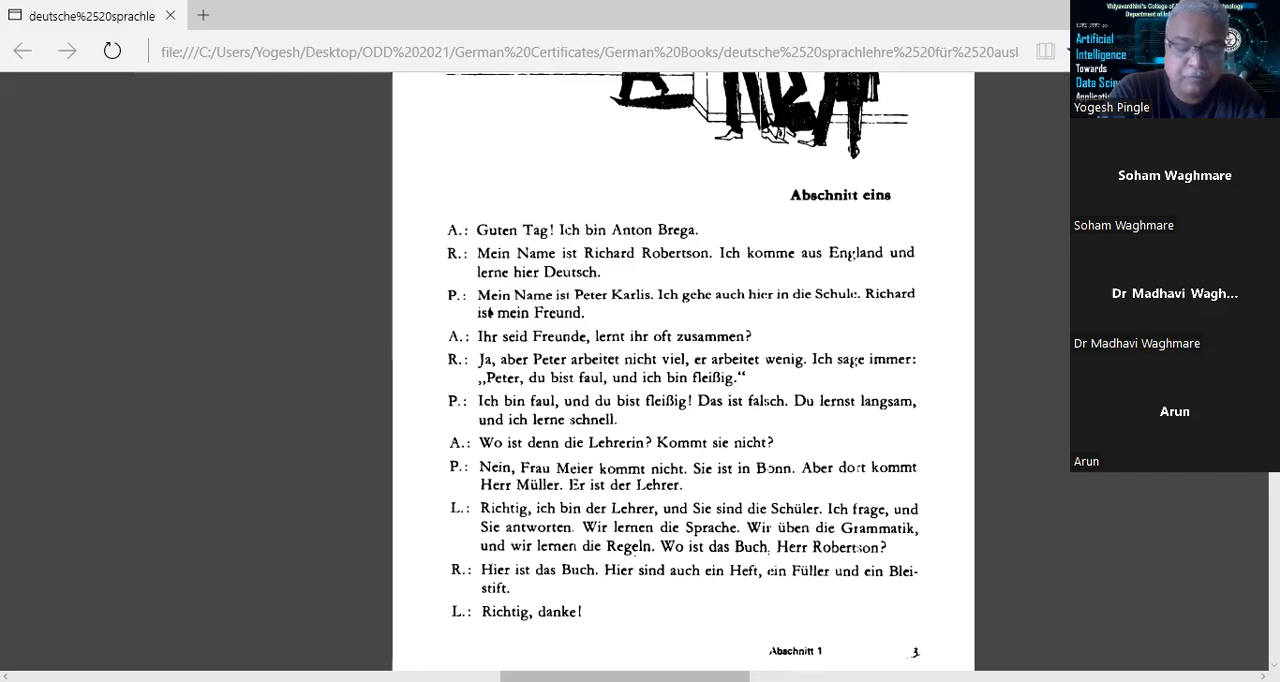 deutsche%2520sprachle
file:///C:/Users/Yogesh/Desktop/ODD%202021/German%20Certificates/German%20Books/deutsche%2520sprachlehre%2520für%2520ausl
Abschnitt eins
A.: Guten Tag! Ich bin Anton Brega.
R.: Mein Name ist Richard Robertson. Ich komme aus England und
lerne hier Deutsch.
P.: Mein Name ist Peter Karlis. Ich gehe auch hier in die Schule. Richard
ist mein Freund.
A.: Ihr seid Freunde, lernt ihr oft zusammen?
R.: Ja, aber Peter arbeitet nicht viel, er arbeitet wenig. Ich sage immer:
„Peter, du bist faul, und ich bin fleißig.“
P.: Ich bin faul, und du bist fleißig! Das ist falsch. Du lernst langsam,
und ich lerne schnell.
A.: Wo ist denn die Lehrerin? Kommt sie nicht?
P.: Nein, Frau Meier kommt nicht. Sie ist in Bonn. Aber dort kommt
Herr Müller. Er ist der Lehrer.
L.: Richtig, ich bin der Lehrer, und Sie sind die Schüler. Ich frage, und
Sie antworten. Wir lernen die Sprache. Wir üben die Grammatik,
und wir lernen die Regeln. Wo ist das Buch, Herr Robertson?
R.: Hier ist das Buch. Hier sind auch ein Heft, ein Füller und ein Blei-
stift.
L.: Richtig, danke!
Abschnitt 1 3
Vidyavardhini's College of
Department of
Artificial
Intelligence
Towards
Data Scie
Yogesh Pingle
Soham Waghmare
Soham Waghmare
Dr Madhavi Wagh...
Dr Madhavi Waghmare
Arun
Arun